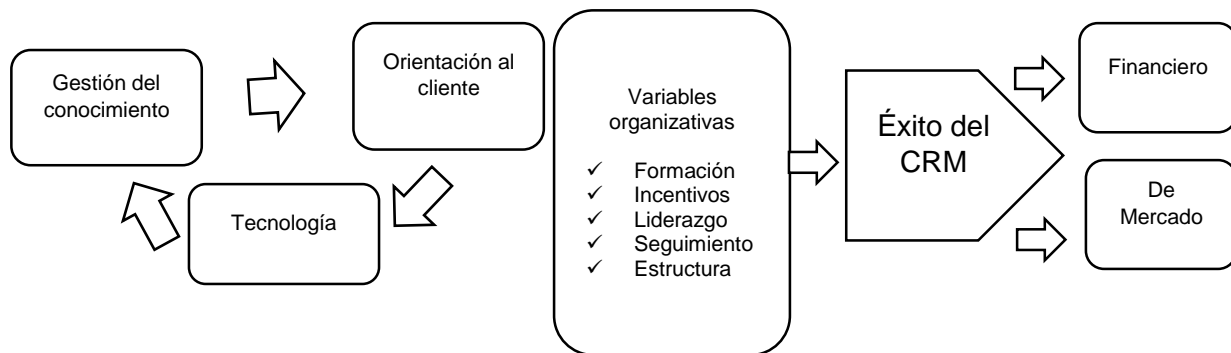 Gestión del
conocimiento
Orientación al
cliente
Tecnología
Variables
organizativas
✓ Formación
✓ Incentivos
✓ Liderazgo
✓ Seguimiento
✓ Estructura
Éxito del
CRM
Financiero
De
Mercado